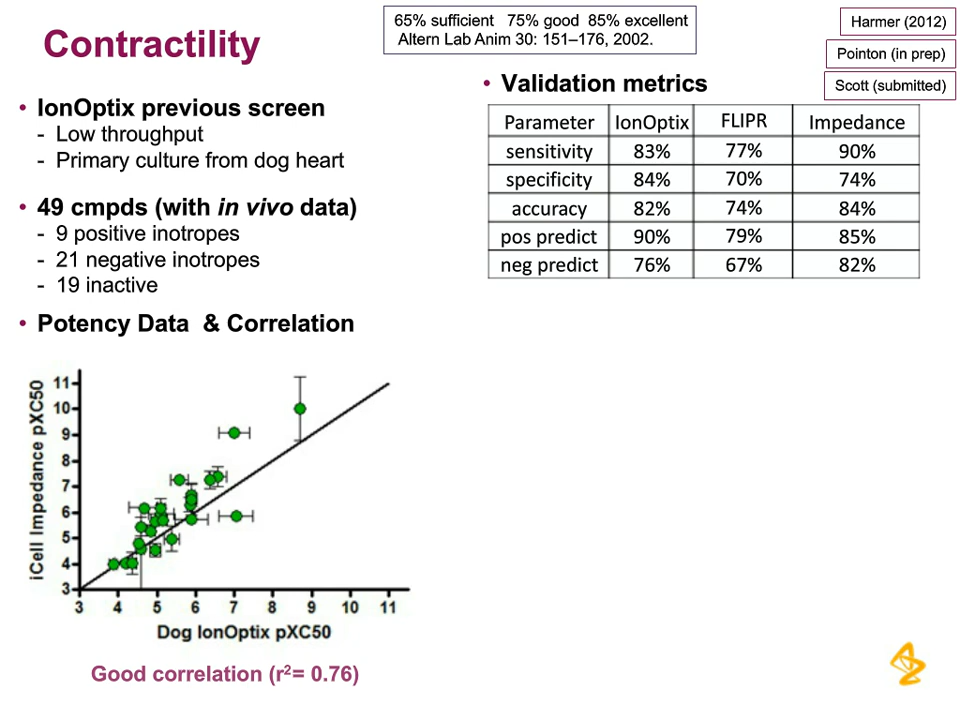 Contractility
65% sufficient 75% good 85% excellent
Altern Lab Anim 30: 151–176, 2002.
Harmer (2012)
Pointon (in prep)
Scott (submitted)
• IonOptix previous screen
- Low throughput
- Primary culture from dog heart
• 49 cmpds (with in vivo data)
- 9 positive inotropes
- 21 negative inotropes
- 19 inactive
• Potency Data & Correlation
• Validation metrics
Parameter IonOptix FLIPR Impedance
sensitivity 83% 77% 90%
specificity 84% 70% 74%
accuracy 82% 74% 84%
pos predict 90% 79% 85%
neg predict 76% 67% 82%
iCell Impedance pXC50
11
10
9
8
7
6
5
4
3
3 4 5 6 7 8 9 10 11
Dog IonOptix pXC50
Good correlation (r²= 0.76)